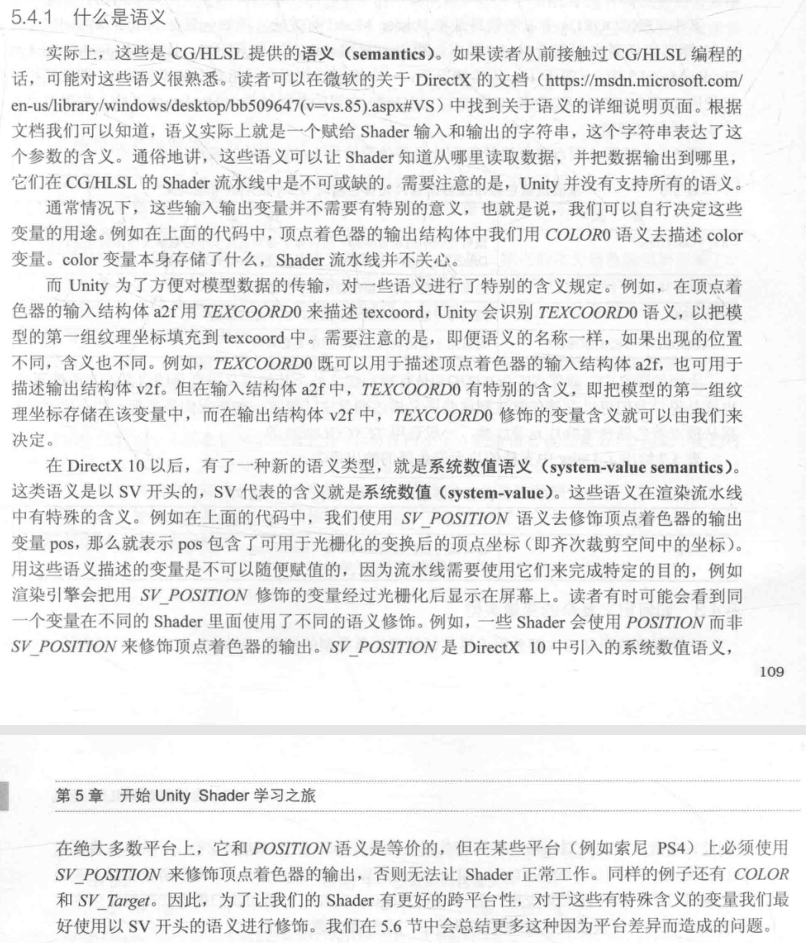 5.4.1 什么是语义
实际上，这些是 CG/HLSL 提供的语义（semantics）。如果读者从前接触过 CG/HLSL 编程的
话，可能对这些语义很熟悉。读者可以在微软的关于 DirectX 的文档（https://msdn.microsoft.com/
en-us/library/windows/desktop/bb509647(v=vs.85).aspx#VS）中找到关于语义的详细说明页面。根据
文档我们可以知道，语义实际上就是一个赋给 Shader 输入和输出的字符串，这个字符串表达了这
个参数的含义。通俗地讲，这些语义可以让 Shader 知道从哪里读取数据，并把数据输出到哪里，
它们在 CG/HLSL 的 Shader 流水线中是不可或缺的。需要注意的是，Unity 并没有支持所有的语义。
通常情况下，这些输入输出变量并不需要有特别的意义，也就是说，我们可以自行决定这些
变量的用途。例如在上面的代码中，顶点着色器的输出结构体中我们用 COLOR0 语义去描述 color
变量。color 变量本身存储了什么，Shader 流水线并不关心。
而 Unity 为了方便对模型数据的传输，对一些语义进行了特别的含义规定。例如，在顶点着
色器的输入结构体 a2f 用 TEXCOORD0 来描述 texcoord，Unity 会识别 TEXCOORD0 语义，以把模
型的第一组纹理坐标填充到 texcoord 中。需要注意的是，即便语义的名称一样，如果出现的位置
不同，含义也不同。例如，TEXCOORD0 既可以用于描述顶点着色器的输入结构体 a2f，也可用于
描述输出结构体 v2f。但在输入结构体 a2f 中，TEXCOORD0 有特别的含义，即把模型的第一组纹
理坐标存储在该变量中，而在输出结构体 v2f 中，TEXCOORD0 修饰的变量含义就可以由我们来
决定。
在 DirectX 10 以后，有了一种新的语义类型，就是系统数值语义（system-value semantics）。
这类语义是以 SV 开头的，SV 代表的含义就是系统数值（system-value）。这些语义在渲染流水线
中有特殊的含义。例如在上面的代码中，我们使用 SV_POSITION 语义去修饰顶点着色器的输出
变量 pos，那么就表示 pos 包含了可用于光栅化的变换后的顶点坐标（即齐次裁剪空间中的坐标）。
用这些语义描述的变量是不可以随便赋值的，因为流水线需要使用它们来完成特定的目的，例如
渲染引擎会把用 SV_POSITION 修饰的变量经过光栅化后显示在屏幕上。读者有时可能会看到同
一个变量在不同的 Shader 里面使用了不同的语义修饰。例如，一些 Shader 会使用 POSITION 而非
SV_POSITION 来修饰顶点着色器的输出。SV_POSITION 是 DirectX 10 中引入的系统数值语义，
109
第 5 章 开始 Unity Shader 学习之旅
在绝大多数平台上，它和 POSITION 语义是等价的，但在某些平台（例如索尼 PS4）上必须使用
SV_POSITION 来修饰顶点着色器的输出，否则无法让 Shader 正常工作。同样的例子还有 COLOR
和 SV_Target。因此，为了让我们的 Shader 有更好的跨平台性，对于这些有特殊含义的变量我们最
好使用以 SV 开头的语义进行修饰。我们在 5.6 节中会总结更多这种因为平台差异而造成的问题。